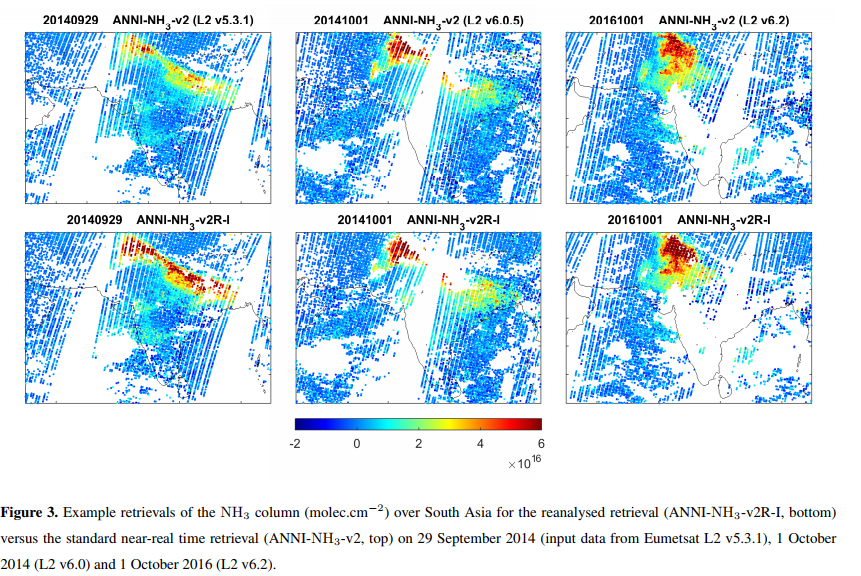 20140929 ANNI-NH3-v2 (L2 v5.3.1)
20141001 ANNI-NH3-v2 (L2 v6.0.5)
20161001 ANNI-NH3-v2 (L2 v6.2)
20140929 ANNI-NH3-v2R-I
20141001 ANNI-NH3-v2R-I
20161001 ANNI-NH3-v2R-I
-2 0 2 4 6
×10^16
Figure 3. Example retrievals of the NH3 column (molec.cm−2) over South Asia for the reanalysed retrieval (ANNI-NH3-v2R-I, bottom)
versus the standard near-real time retrieval (ANNI-NH3-v2, top) on 29 September 2014 (input data from Eumetsat L2 v5.3.1), 1 October
2014 (L2 v6.0) and 1 October 2016 (L2 v6.2).